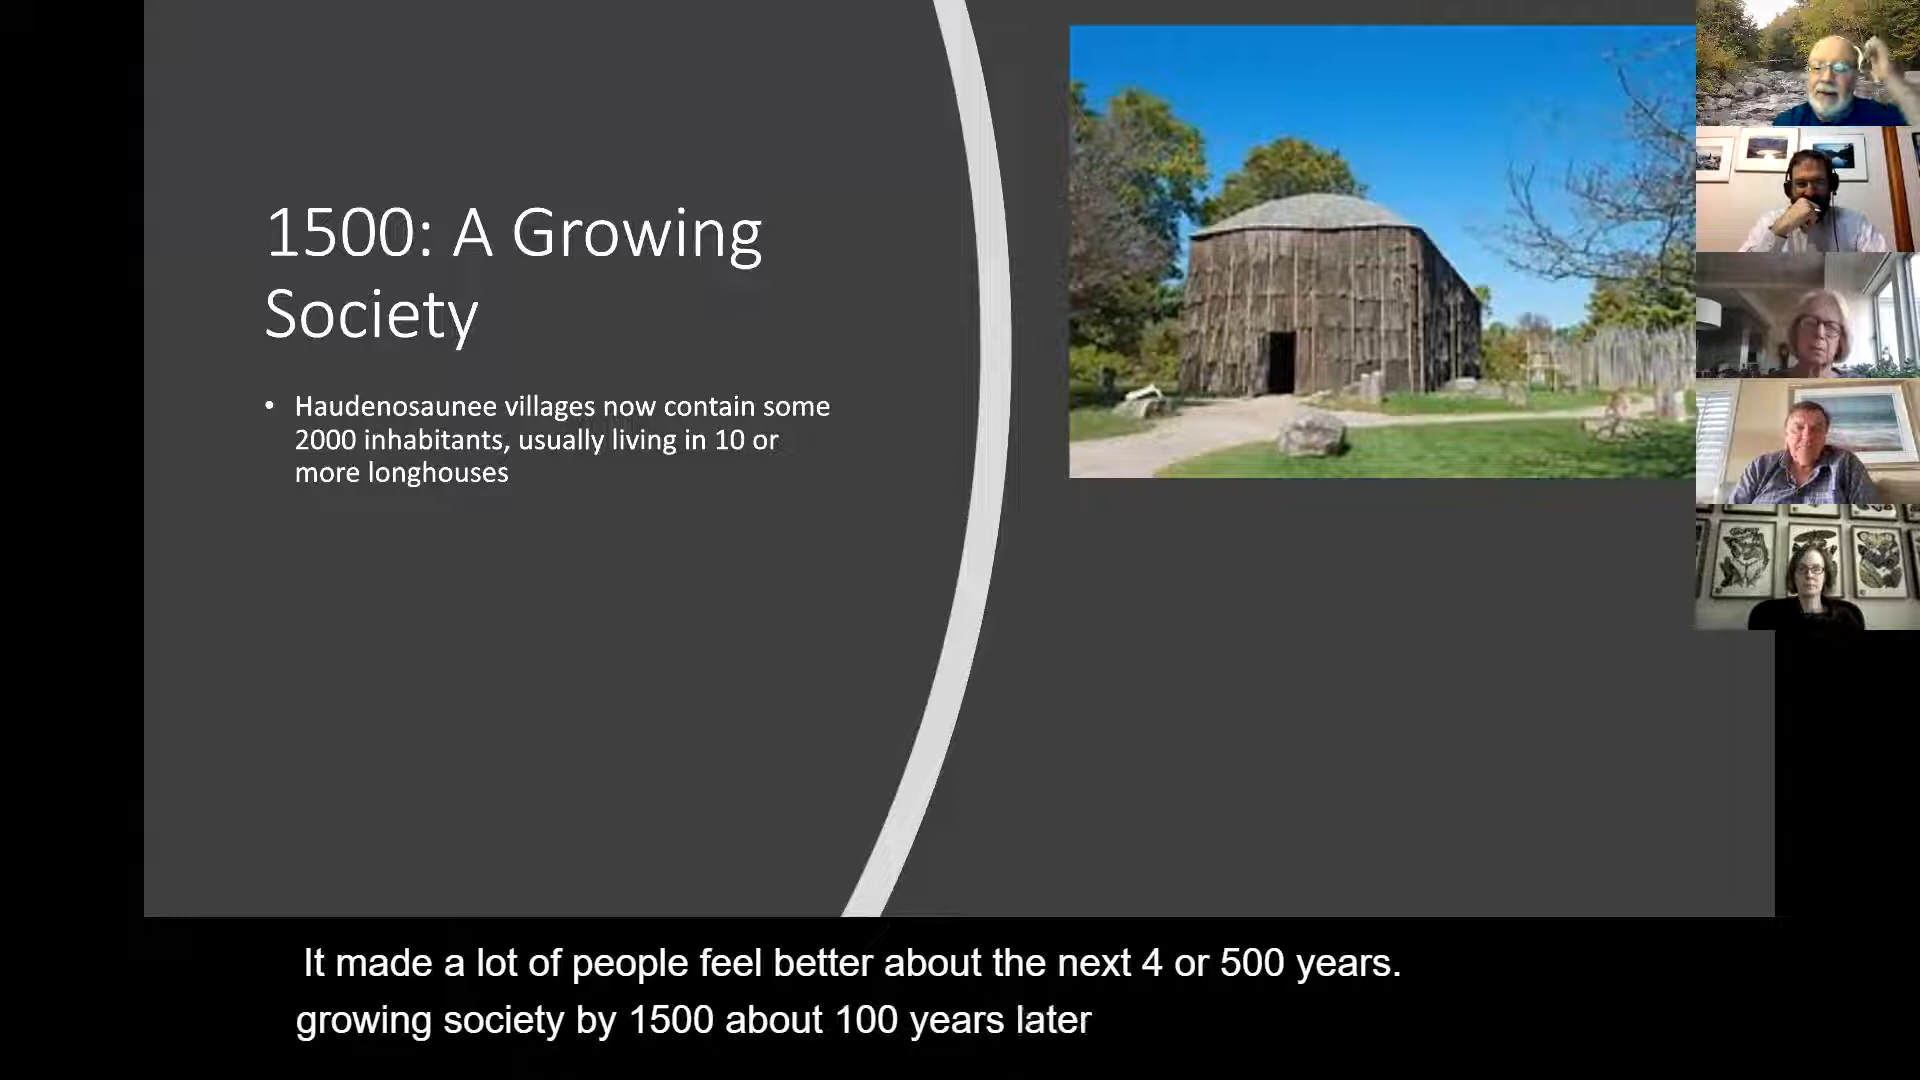 1500: A Growing
Society
• Haudenosaunee villages now contain some
2000 inhabitants, usually living in 10 or
more longhouses
It made a lot of people feel better about the next 4 or 500 years.
growing society by 1500 about 100 years later